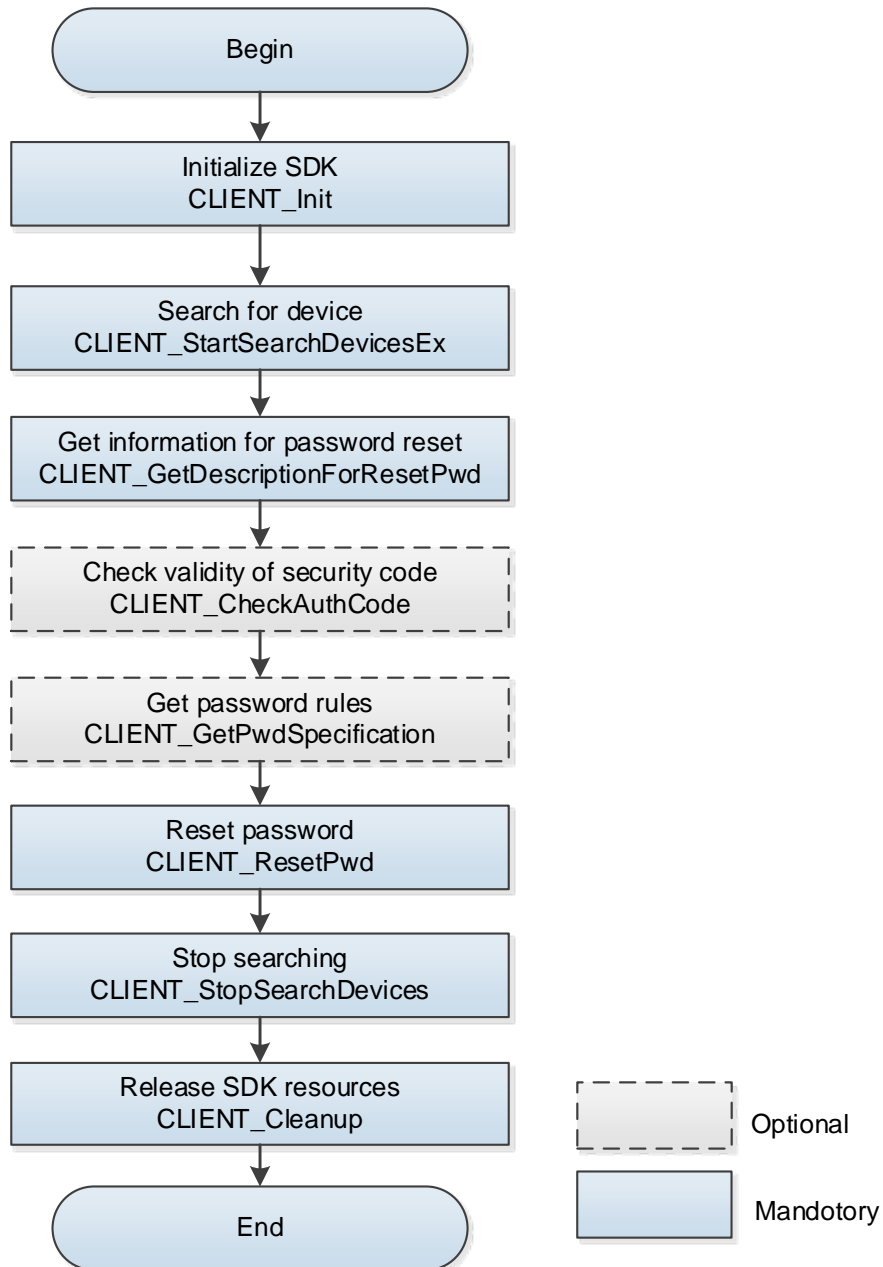 Begin
Initialize SDK
CLIENT_Init
Search for device
CLIENT_StartSearchDevicesEx
Get information for password reset
CLIENT_GetDescriptionForResetPwd
Check validity of security code
CLIENT_CheckAuthCode
Get password rules
CLIENT_GetPwdSpecification
Reset password
CLIENT_ResetPwd
Stop searching
CLIENT_StopSearchDevices
Release SDK resources
CLIENT_Cleanup
End
Optional
Mandotory